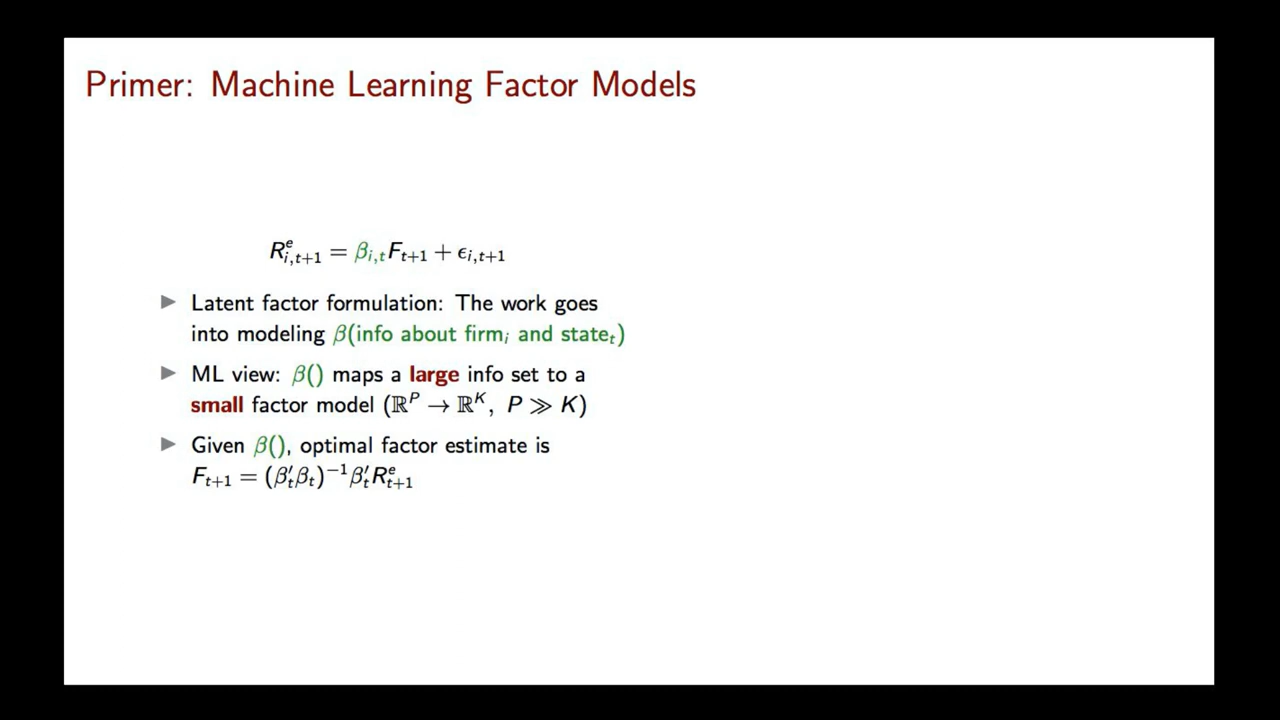 Primer: Machine Learning Factor Models
R^e_{i,t+1} = β_{i,t}F_{t+1} + ϵ_{i,t+1}
▶ Latent factor formulation: The work goes
into modeling β(info about firm_i and state_t)
▶ ML view: β() maps a large info set to a
small factor model (ℝ^P → ℝ^K, P ≫ K)
▶ Given β(), optimal factor estimate is
F_{t+1} = (β′_tβ_t)^{−1}β′_tR^e_{t+1}